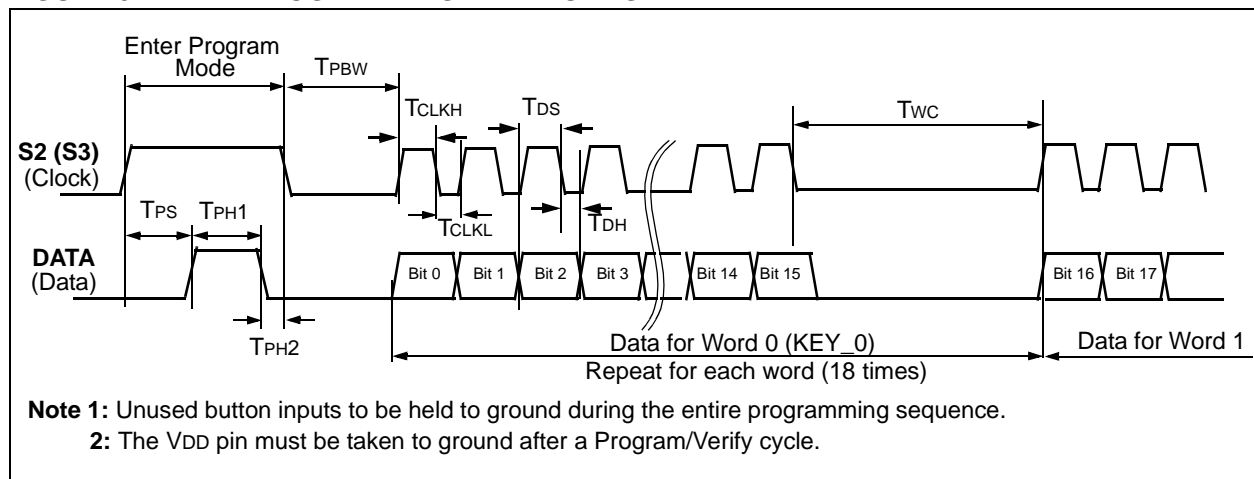 Enter Program
Mode
TPBW
TCLKH
TDS
TWC
S2 (S3)
(Clock)
TPS
TPH1
TCLKL
TDH
DATA
(Data)
Bit 0
Bit 1
Bit 2
Bit 3
Bit 14
Bit 15
Bit 16
Bit 17
TPH2
Data for Word 0 (KEY_0)
Data for Word 1
Repeat for each word (18 times)
Note 1: Unused button inputs to be held to ground during the entire programming sequence.
2: The VDD pin must be taken to ground after a Program/Verify cycle.